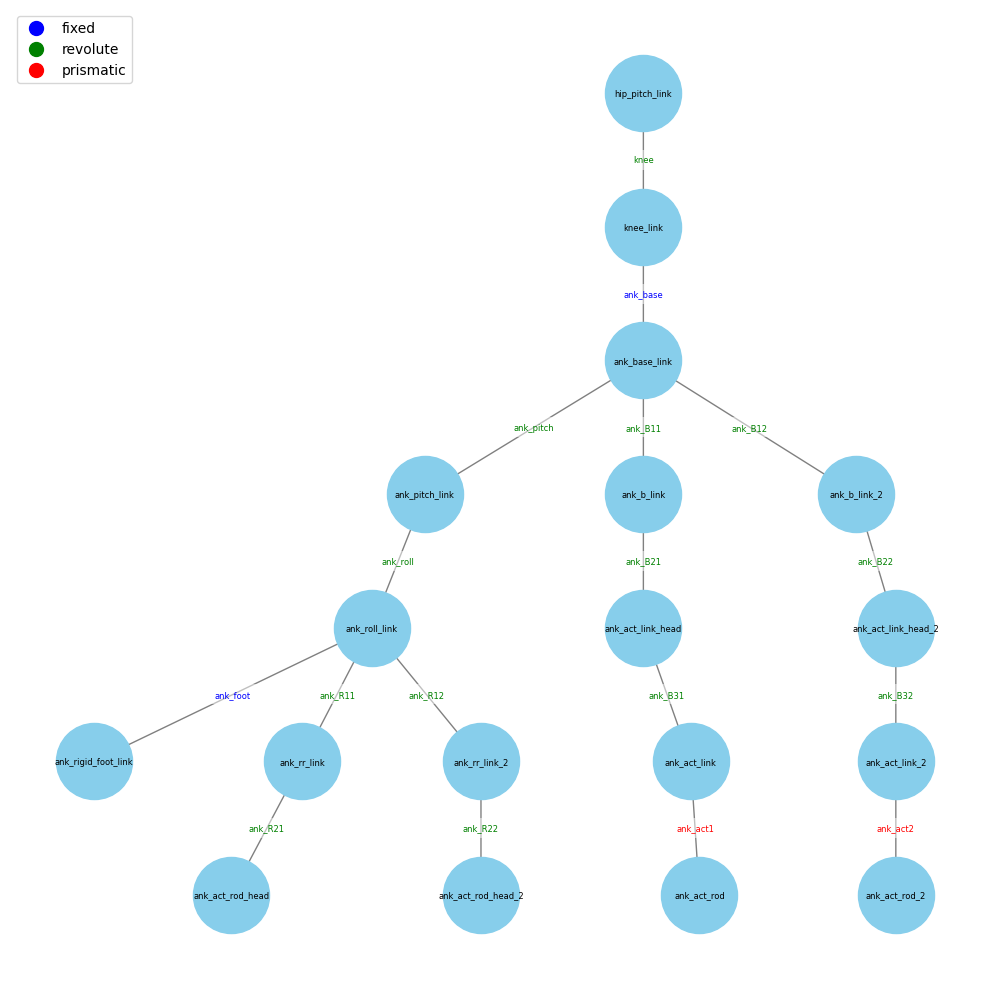 fixed
revolute
prismatic
hip_pitch_link
knee
knee_link
ank_base
ank_base_link
ank_pitch
ank_B11
ank_B12
ank_pitch_link
ank_b_link
ank_b_link_2
ank_roll
ank_B21
ank_B22
ank_roll_link
ank_act_link_head
ank_act_link_head_2
ank_foot
ank_R11
ank_R12
ank_B31
ank_B32
ank_rigid_foot_link
ank_rr_link
ank_rr_link_2
ank_act_link
ank_act_link_2
ank_R21
ank_R22
ank_act1
ank_act2
ank_act_rod_head
ank_act_rod_head_2
ank_act_rod
ank_act_rod_2